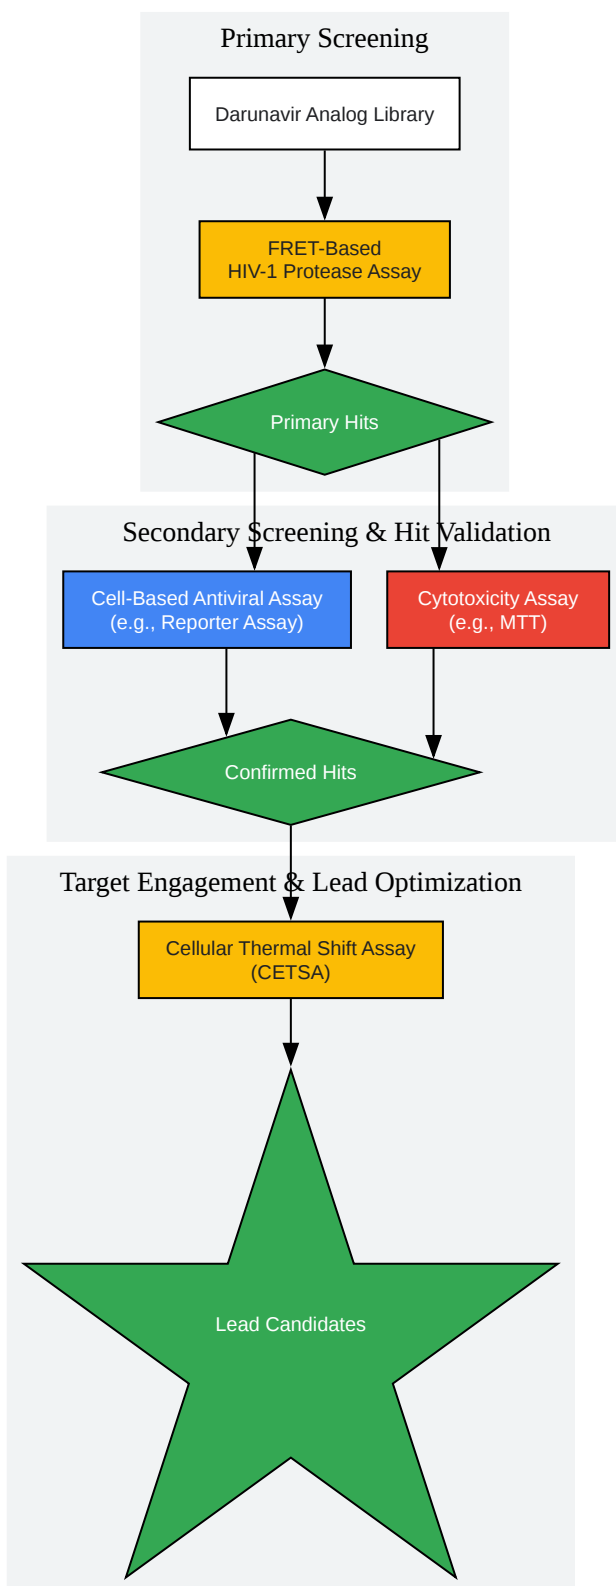 Primary Screening
Darunavir Analog Library
FRET-Based
HIV-1 Protease Assay
Primary Hits
Secondary Screening & Hit Validation
Cell-Based Antiviral Assay
(e.g., Reporter Assay)
Cytotoxicity Assay
(e.g., MTT)
Confirmed Hits
Target Engagement & Lead Optimization
Cellular Thermal Shift Assay
(CETSA)
Lead Candidates